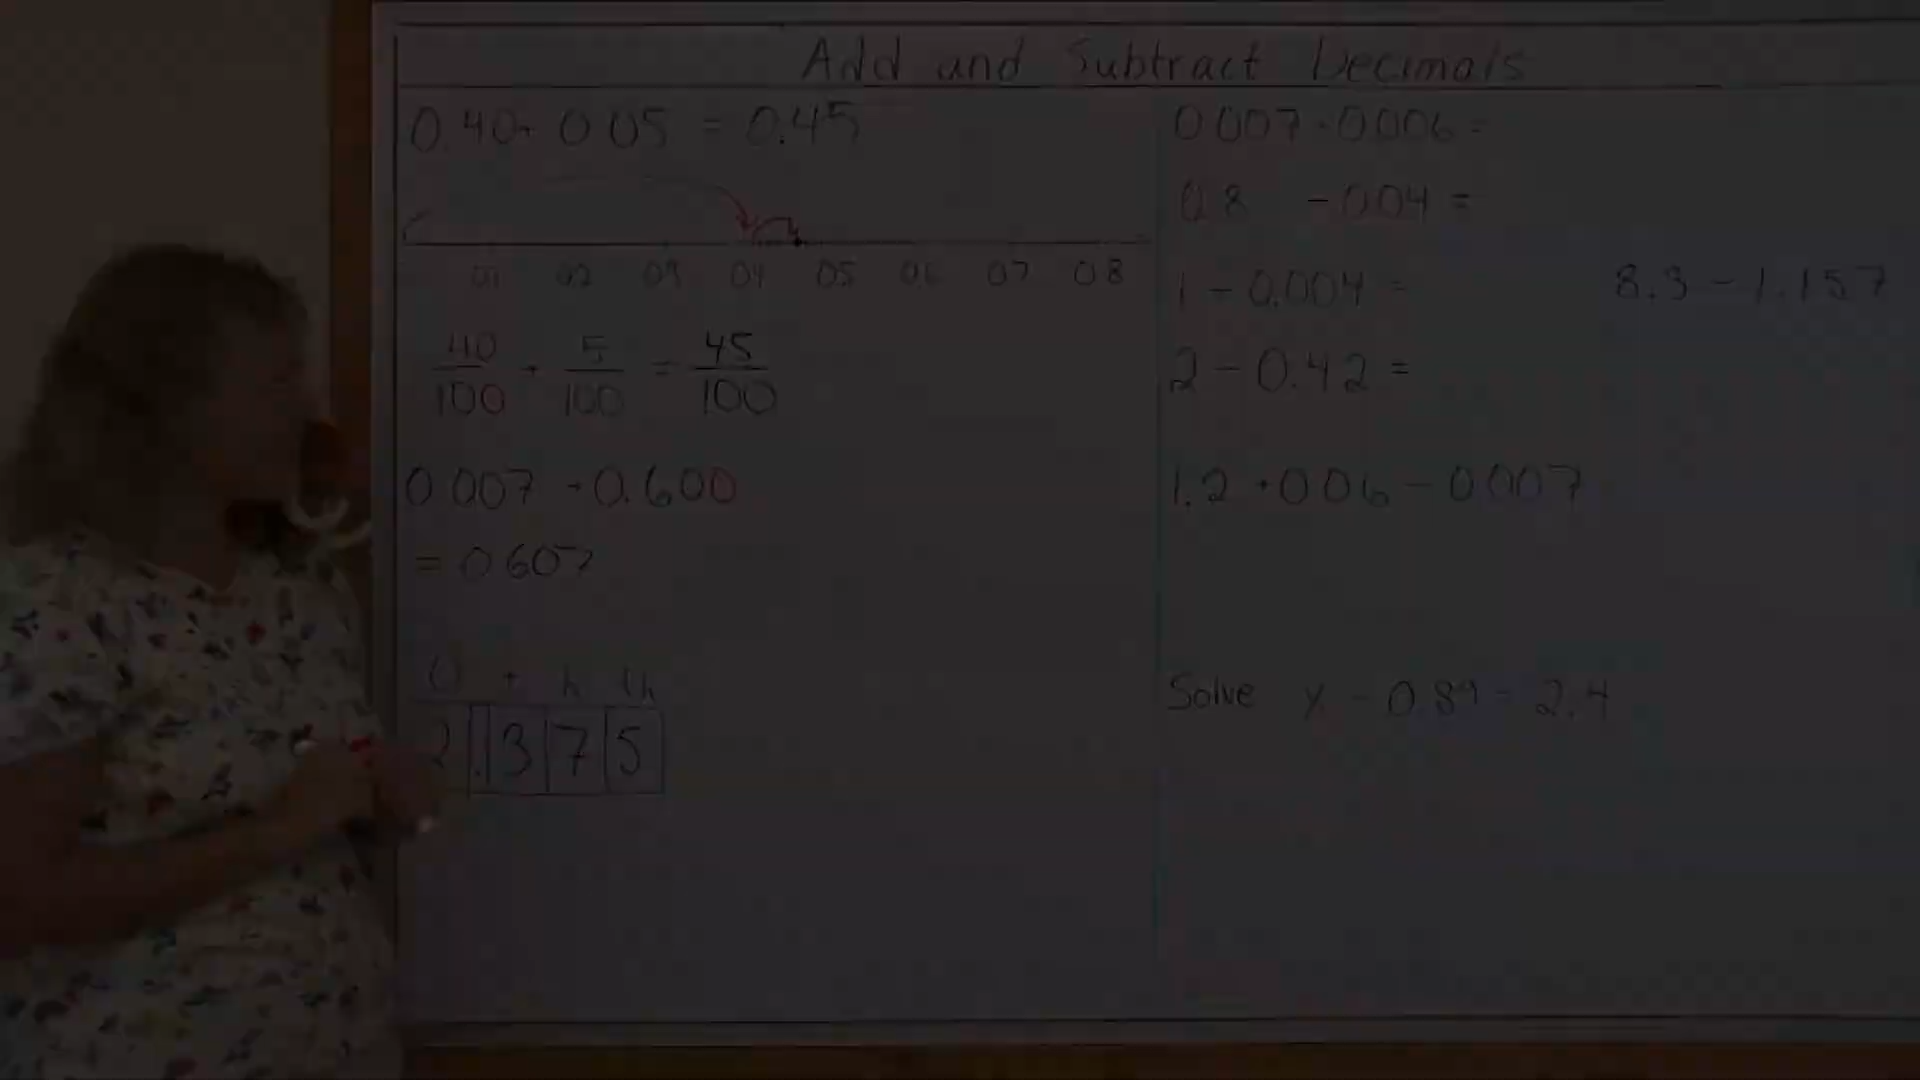 Add and Subtract Decimals
0.40 + 0.05 = 0.45
0.1 0.2 0.3 0.4 0.5 0.6 0.7 0.8
40/100 + 5/100 = 45/100
0.007 + 0.600
= 0.607
O t h th
2 . 3 7 5
0.007 - 0.006 =
0.8 - 0.04 =
1 - 0.004 =
8.3 - 1.157
2 - 0.42 =
1.2 + 0.06 - 0.007
Solve x - 0.89 = 2.4